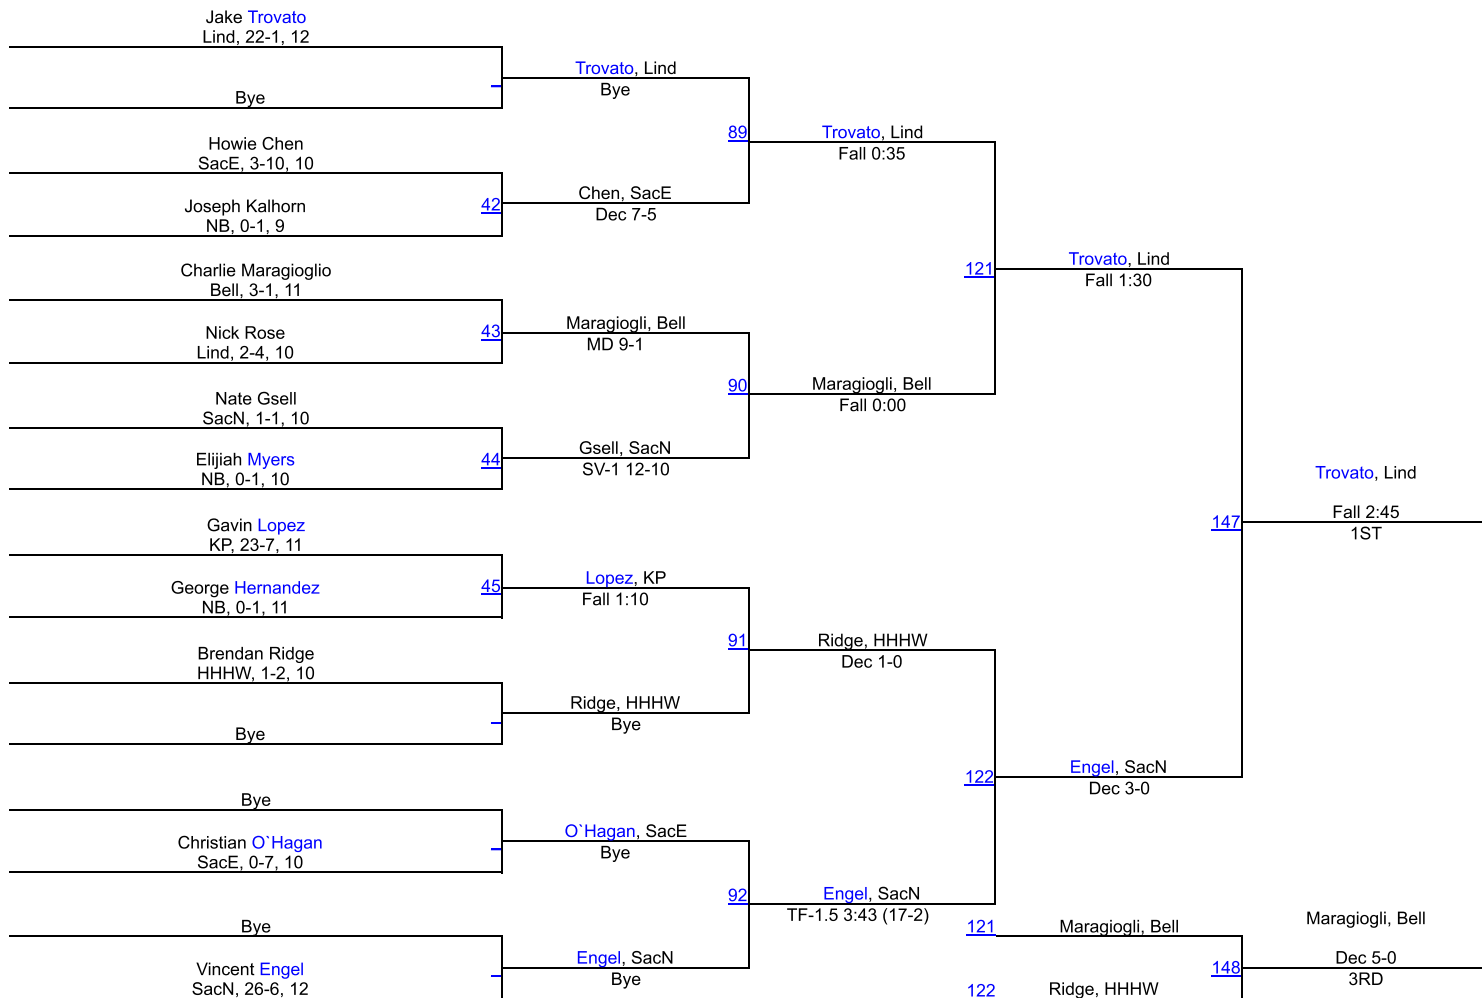 Jake Trovato
Lind, 22-1, 12
Bye
Howie Chen
SacE, 3-10, 10
Joseph Kalhorn
NB, 0-1, 9
Charlie Maragioglio
Bell, 3-1, 11
Nick Rose
Lind, 2-4, 10
Nate Gsell
SacN, 1-1, 10
Elijiah Myers
NB, 0-1, 10
Gavin Lopez
KP, 23-7, 11
George Hernandez
NB, 0-1, 11
Brendan Ridge
HHHW, 1-2, 10
Bye
Bye
Christian O`Hagan
SacE, 0-7, 10
Bye
Vincent Engel
SacN, 26-6, 12
42
43
44
45
Trovato, Lind
Bye
Chen, SacE
Dec 7-5
Maragiogli, Bell
MD 9-1
Gsell, SacN
SV-1 12-10
Lopez, KP
Fall 1:10
Ridge, HHHW
Bye
O`Hagan, SacE
Bye
Engel, SacN
Bye
89
90
91
92
Trovato, Lind
Fall 0:35
Maragiogli, Bell
Fall 0:00
Ridge, HHHW
Dec 1-0
Engel, SacN
TF-1.5 3:43 (17-2)
121
122
Trovato, Lind
Fall 1:30
Engel, SacN
Dec 3-0
147
Trovato, Lind
Fall 2:45
1ST
121
Maragiogli, Bell
122
Ridge, HHHW
148
Maragiogli, Bell
Dec 5-0
3RD